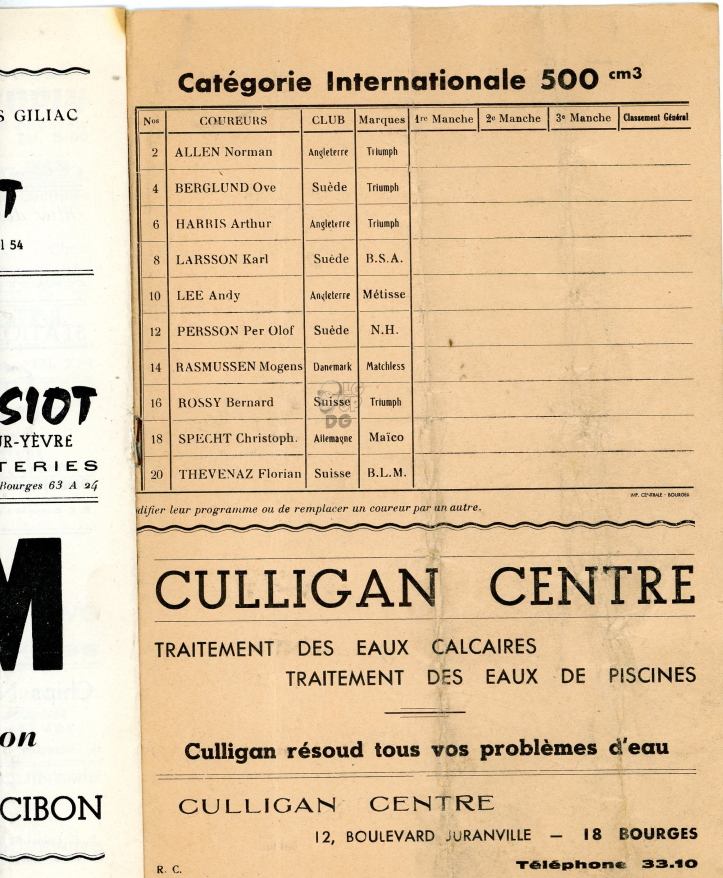 S GILIAC
T
l 54
SIOT
UR-YÈVRE
TERIES
Bourges 63 A 24
M
on
CIBON
Catégorie Internationale 500 cm3
Nos COUREURS CLUB Marques 1re Manche 2e Manche 3e Manche Classement Général
2 ALLEN Norman Angleterre Triumph
4 BERGLUND Ove Suède Triumph
6 HARRIS Arthur Angleterre Triumph
8 LARSSON Karl Suède B.S.A.
10 LEE Andy Angleterre Métisse
12 PERSSON Per Olof Suède N.H.
14 RASMUSSEN Mogens Danemark Matchless
16 ROSSY Bernard Suisse Triumph
18 SPECHT Christoph. Allemagne Maïco
20 THEVENAZ Florian Suisse B.L.M.
IMP. CENTRALE - BOURGES
difier leur programme ou de remplacer un coureur par un autre.
CULLIGAN CENTRE
TRAITEMENT DES EAUX CALCAIRES
TRAITEMENT DES EAUX DE PISCINES
Culligan résoud tous vos problèmes d'eau
CULLIGAN CENTRE
12, BOULEVARD JURANVILLE — 18 BOURGES
R. C.
Téléphone 33.10